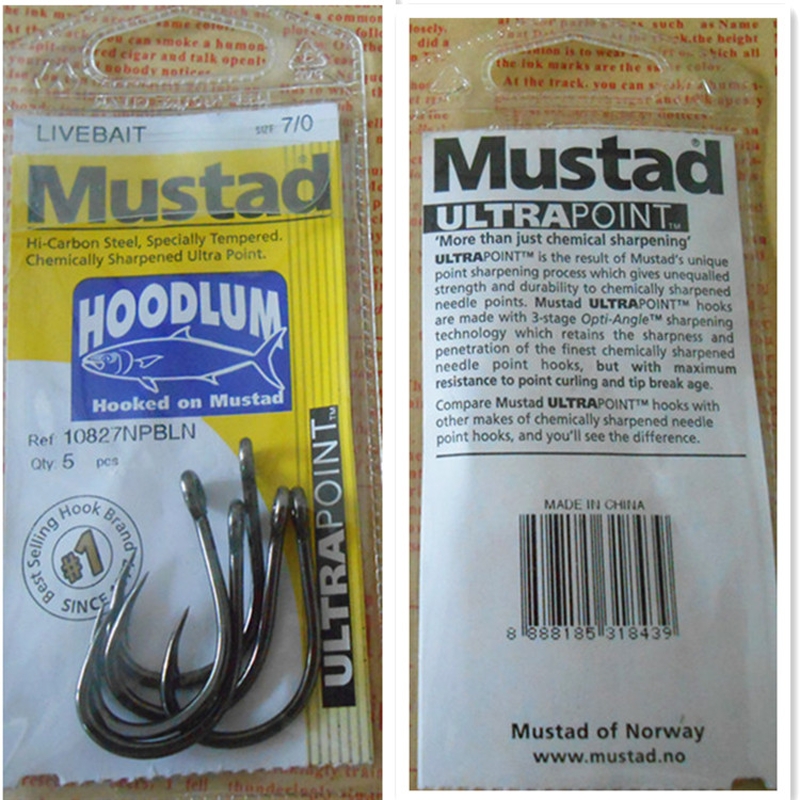 LIVEBAIT SIZE 7/0
Mustad®
Hi-Carbon Steel, Specially Tempered.
Chemically Sharpened Ultra Point.
HOODLUM
Hooked on Mustad
Ref 10827NPBLN
Qty 5 pcs
Best Selling Hook Brand
#1
SINCE
ULTRAPOINT™
Mustad®
ULTRAPOINT™
'More than just chemical sharpening'
ULTRAPOINT™ is the result of Mustad's unique
point sharpening process which gives unequalled
strength and durability to chemically sharpened
needle points. Mustad ULTRAPOINT™ hooks
are made with 3-stage Opti-Angle™ sharpening
technology which retains the sharpness and
penetration of the finest chemically sharpened
needle point hooks, but with maximum
resistance to point curling and tip break age.
Compare Mustad ULTRAPOINT™ hooks with
other makes of chemically sharpened needle
point hooks, and you'll see the difference.
MADE IN CHINA
8 888185 318439
Mustad of Norway
www.mustad.no